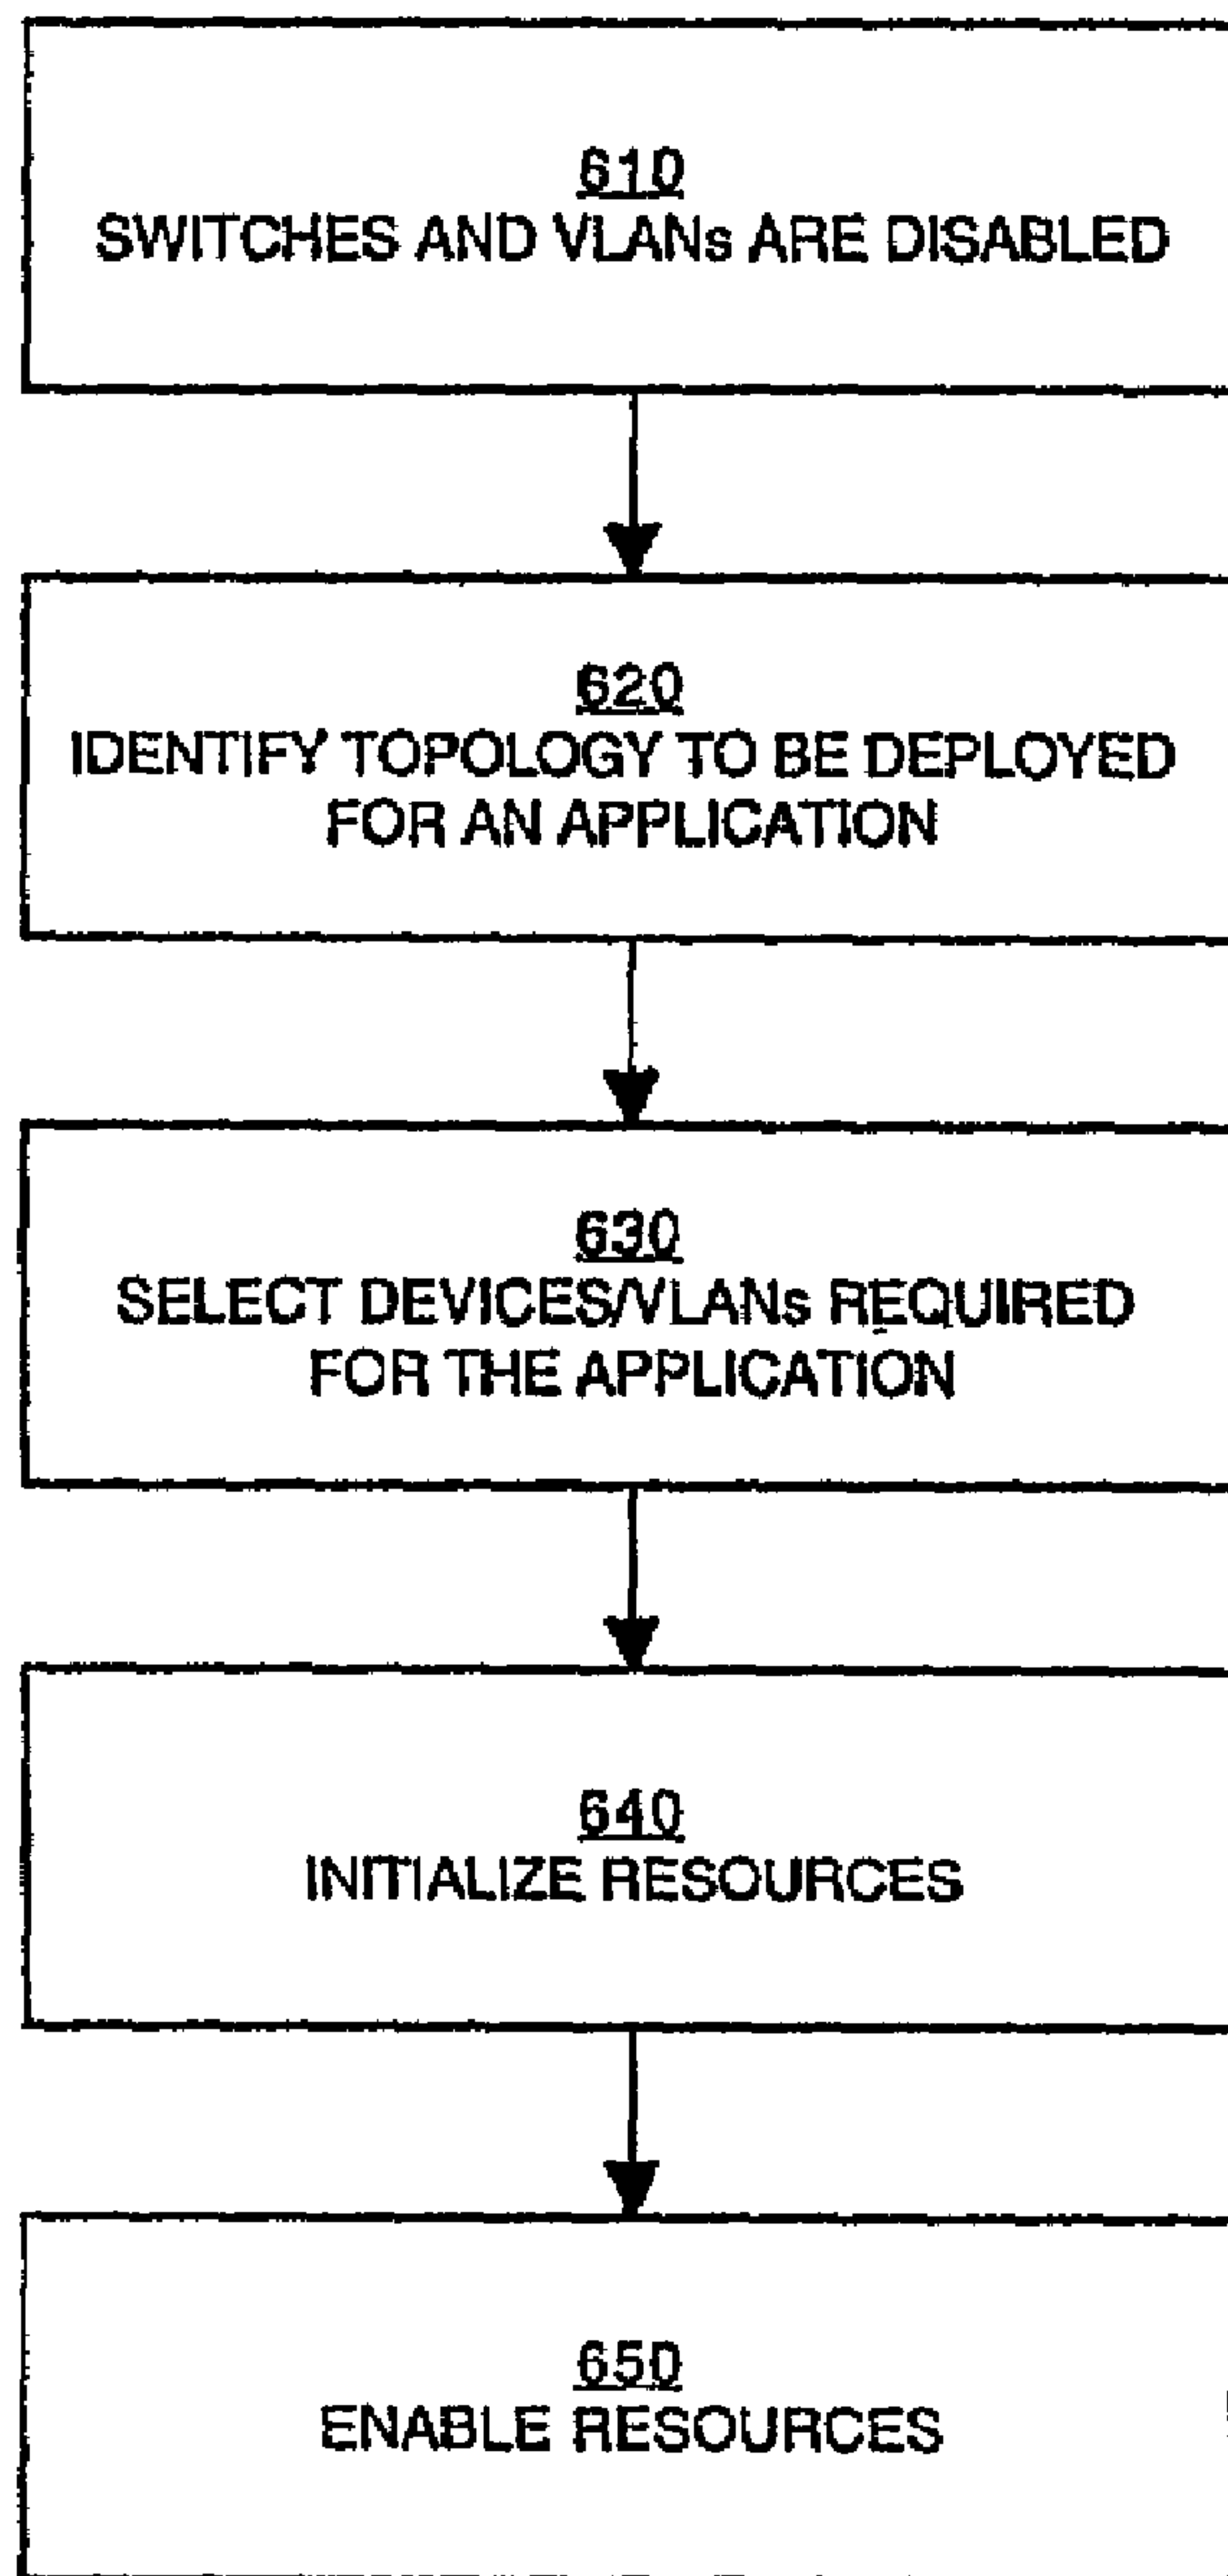 610
SWITCHES AND VLANs ARE DISABLED
620
IDENTIFY TOPOLOGY TO BE DEPLOYED
FOR AN APPLICATION
630
SELECT DEVICES/VLANs REQUIRED
FOR THE APPLICATION
640
INITIALIZE RESOURCES
650
ENABLE RESOURCES